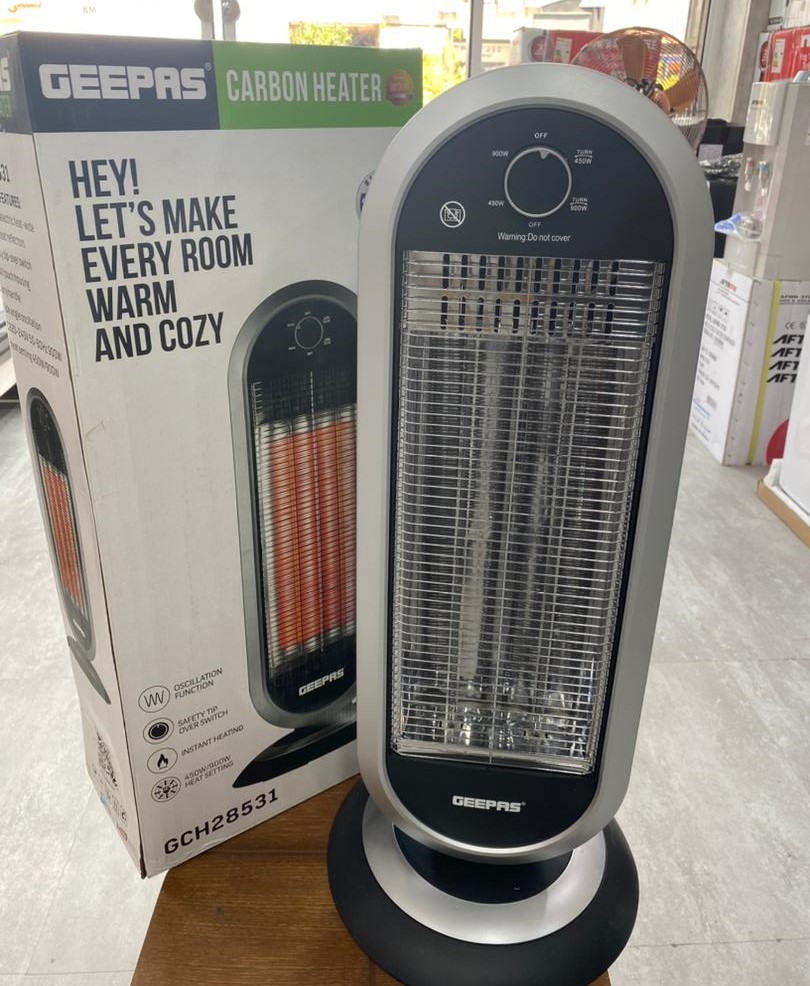 GEEPAS®
CARBON HEATER
HEY!
LET'S MAKE
EVERY ROOM
WARM
AND COZY
GEEPAS
OSCILLATION
FUNCTION
SAFETY TIP
OVER SWITCH
INSTANT HEATING
450W/900W
HEAT SETTING
GCH28531
OFF
900W
TURN
450W
450W
TURN
900W
OFF
Warning:Do not cover
GEEPAS®